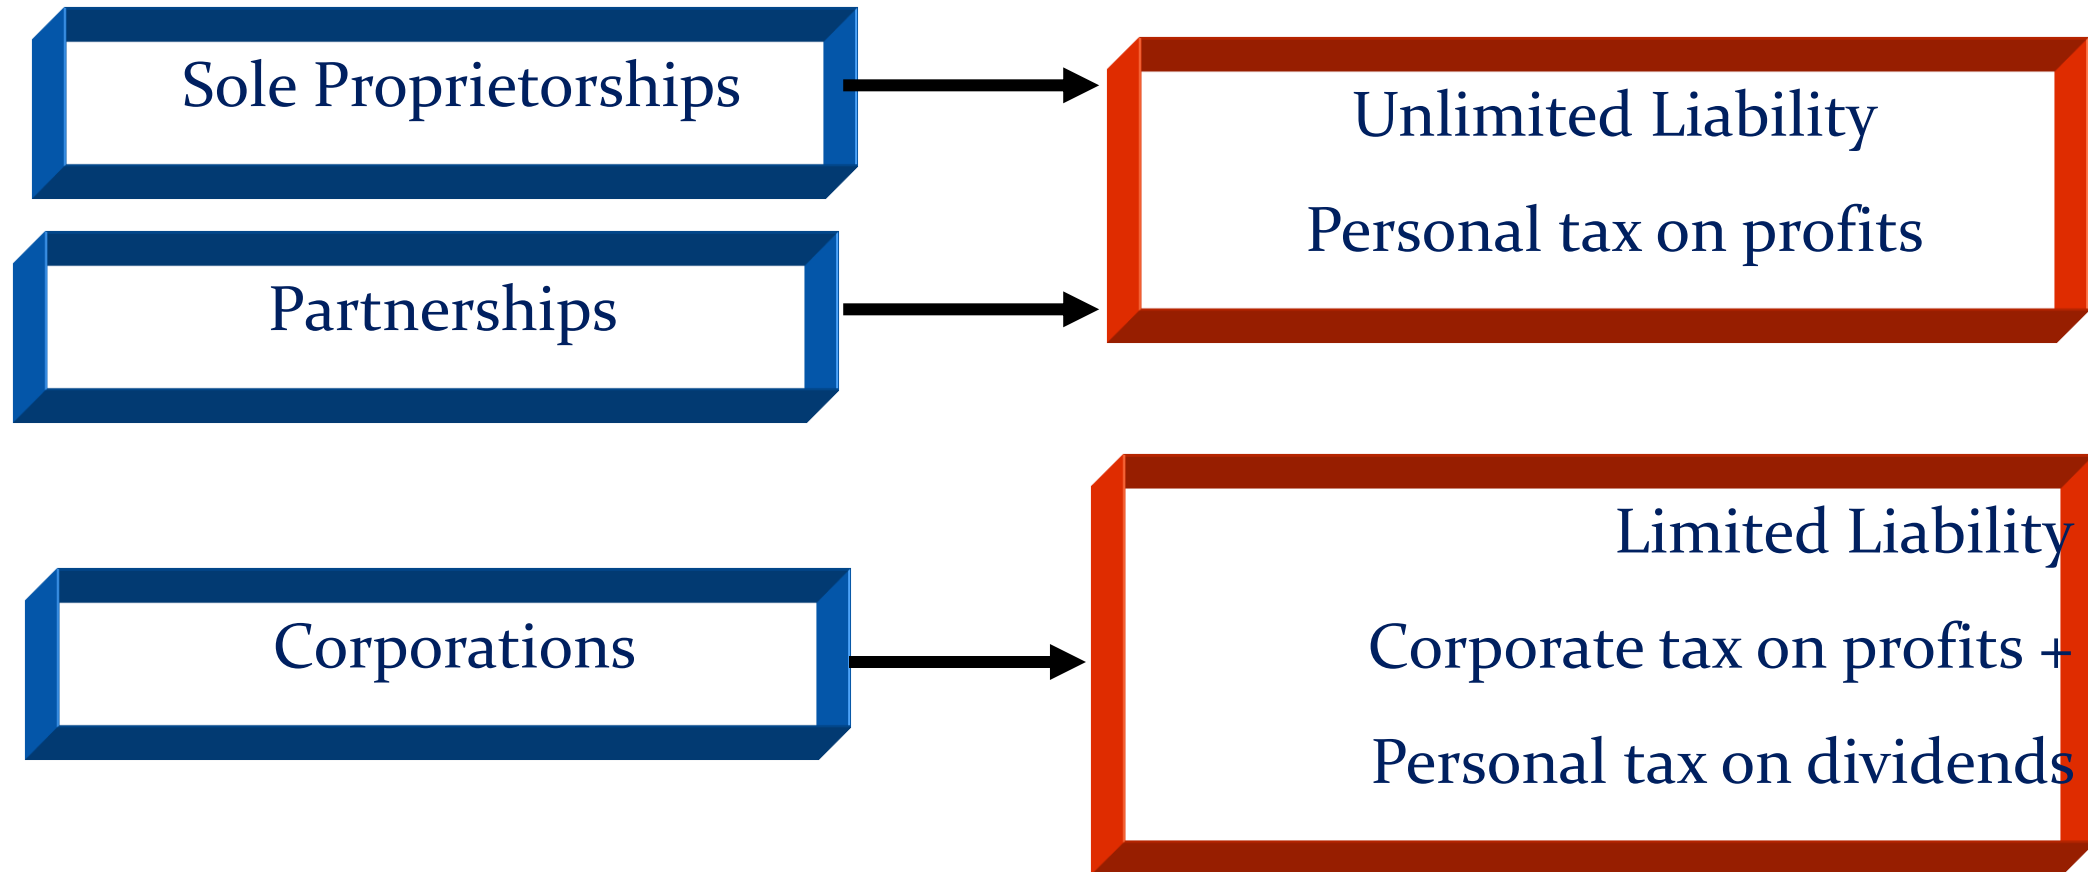 Sole Proprietorships
Unlimited Liability
Personal tax on profits
Partnerships
Corporations
Limited Liability
Corporate tax on profits +
Personal tax on dividends